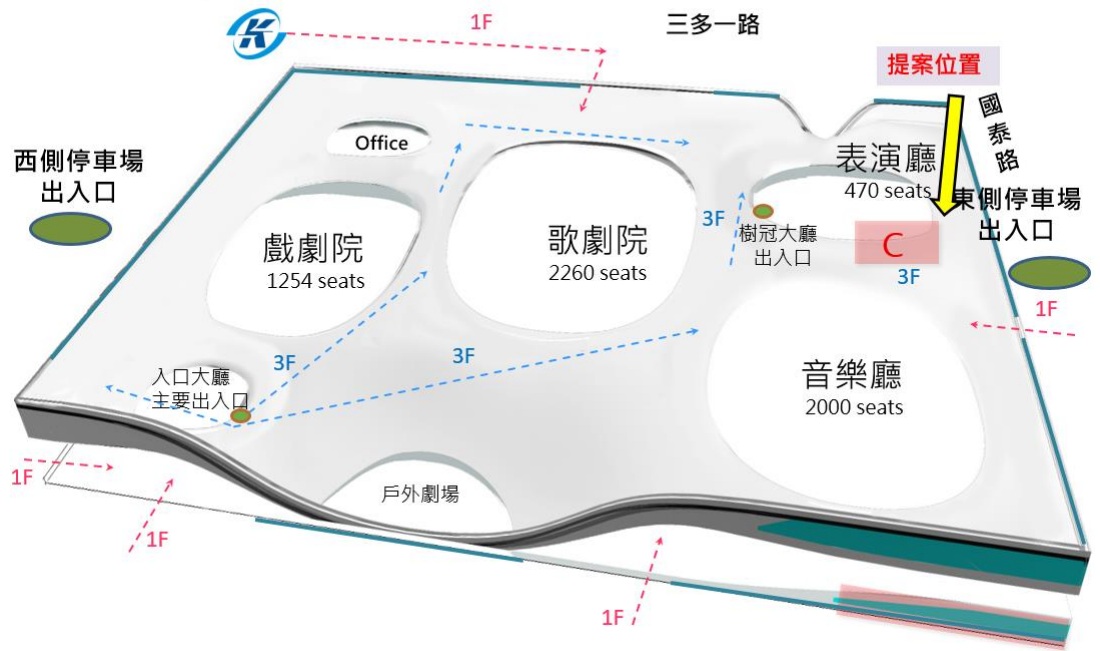 K
1F
三多一路
提案位置
國泰路
西側停車場
出入口
Office
表演廳
470 seats
東側停車場
出入口
戲劇院
1254 seats
歌劇院
2260 seats
3F
樹冠大廳
出入口
C
3F
1F
3F
3F
入口大廳
主要出入口
音樂廳
2000 seats
1F
戶外劇場
1F
1F